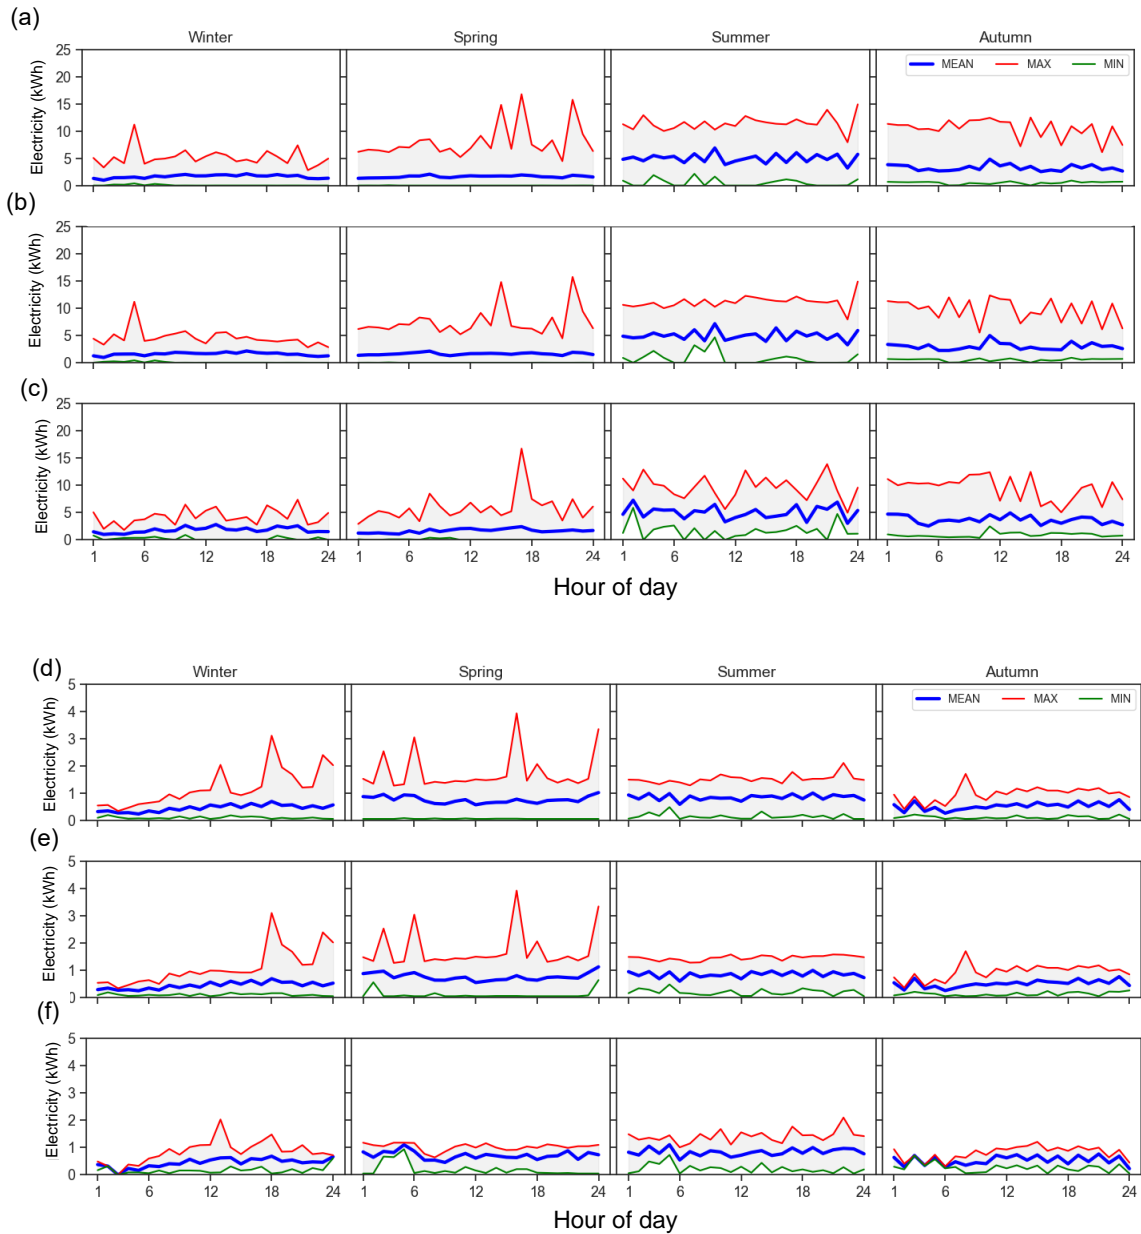 (a)
Winter Spring Summer Autumn
Electricity (kWh)
25
20
15
10
5
0
MEAN MAX MIN
(b)
Electricity (kWh)
25
20
15
10
5
0
(c)
Electricity (kWh)
25
20
15
10
5
0
1 6 12 18 24 1 6 12 18 24 1 6 12 18 24 1 6 12 18 24
Hour of day
(d)
Winter Spring Summer Autumn
Electricity (kWh)
5
4
3
2
1
0
MEAN MAX MIN
(e)
Electricity (kWh)
5
4
3
2
1
0
(f)
Electricity (kWh)
5
4
3
2
1
0
1 6 12 18 24 1 6 12 18 24 1 6 12 18 24 1 6 12 18 24
Hour of day